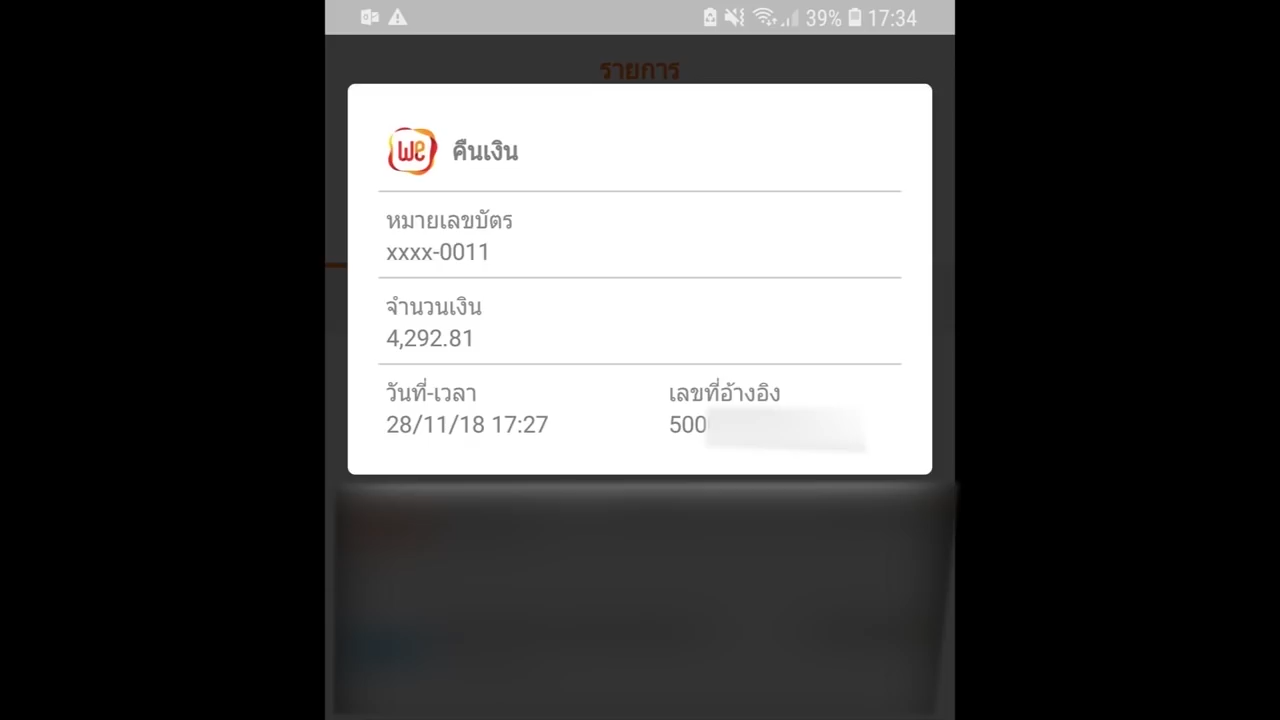 39% 17:34
รายการ
we คืนเงิน
หมายเลขบัตร
xxxx-0011
จำนวนเงิน
4,292.81
วันที่-เวลา
28/11/18 17:27
เลขที่อ้างอิง
500